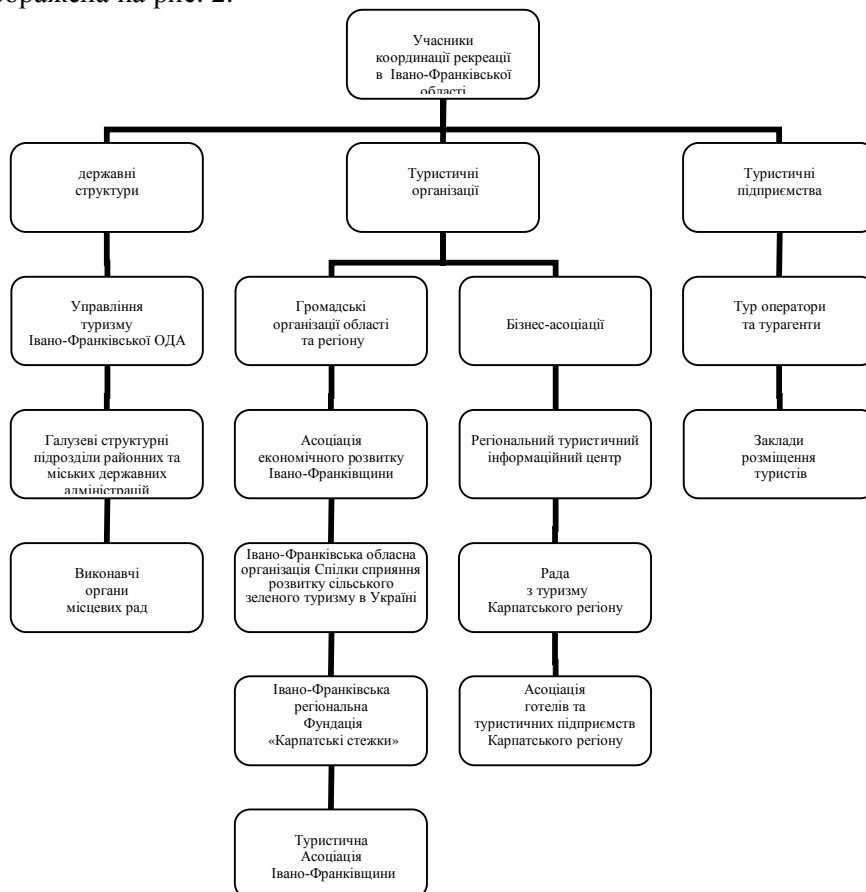 на рис. 2.
Учасники
координації рекреації
в Івано-Франківської
області
державні
структури
Туристичні
організації
Туристичні
підприємства
Управління
туризму
Івано-Франківської ОДА
Громадські
організації області
та регіону
Бізнес-асоціації
Тур оператори
та турагенти
Галузеві структурні
підрозділи районних та
міських державних
адміністрацій
Асоціація
економічного розвитку
Івано-Франківщини
Регіональний туристичний
інформаційний центр
Заклади
розміщення
туристів
Виконавчі
органи
місцевих рад
Івано-Франківська обласна
організація Спілки сприяння
розвитку сільського
зеленого туризму в Україні
Рада
з туризму
Карпатського регіону
Івано-Франківська
регіональна
Фундація
«Карпатські стежки»
Асоціація
готелів та
туристичних підприємств
Карпатського регіону
Туристична
Асоціація
Івано-Франківщини